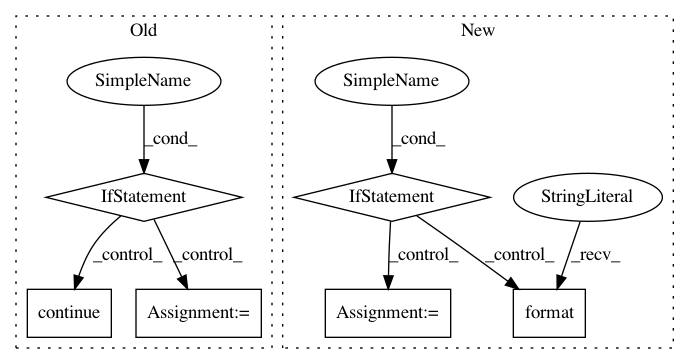 Old
New
SimpleName
SimpleName
_cond_
_cond_
IfStatement
IfStatement
StringLiteral
_control_
_control_
_control_
_control_
_recv_
continue
Assignment:=
Assignment:=
format